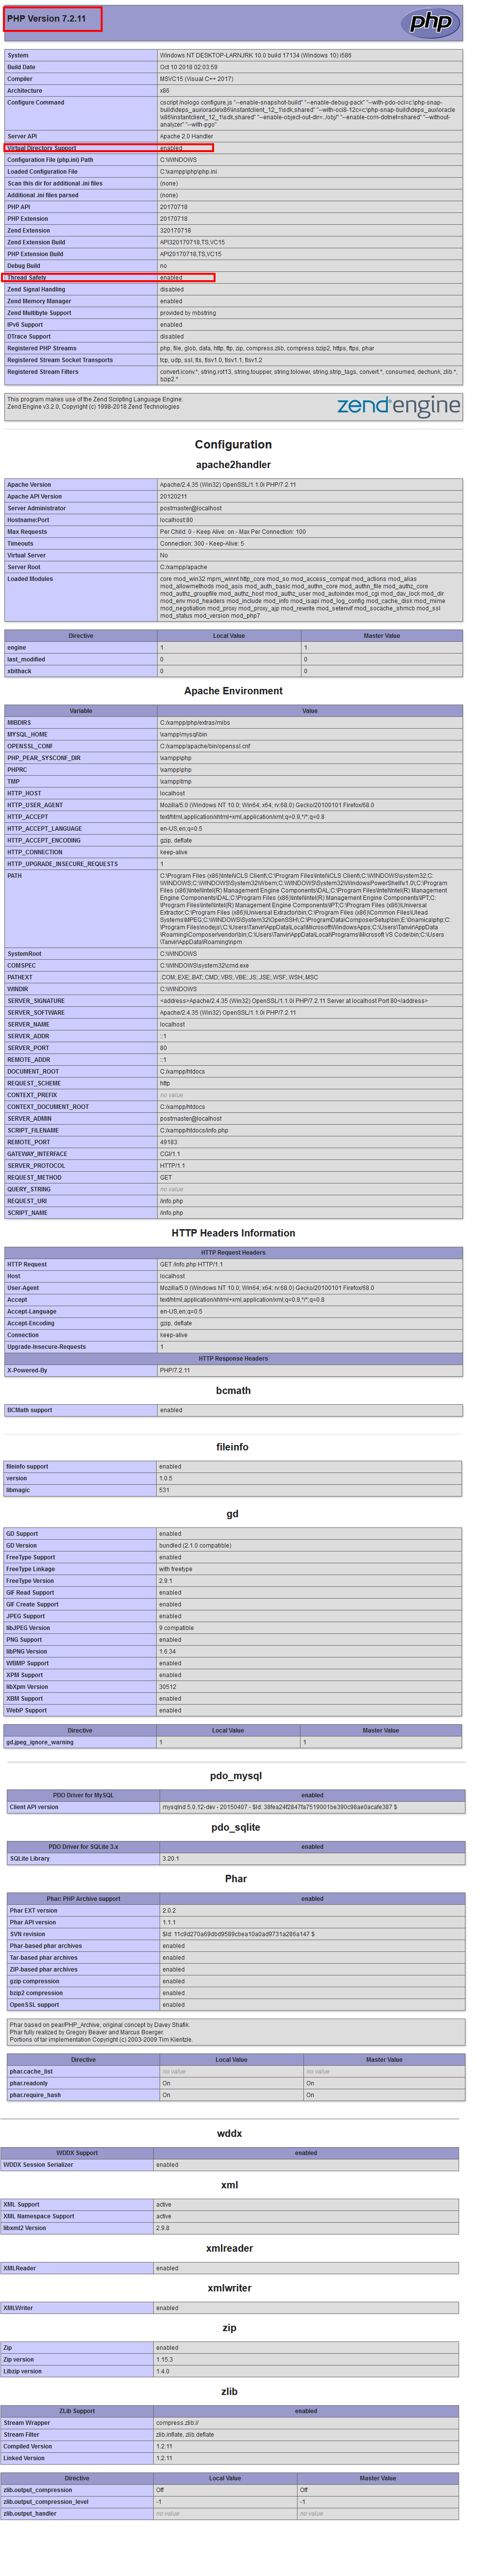 PHP Version 7.2.11
php
System Windows NT DESKTOP-LARNJRK 10.0 build 17134 (Windows 10) i586
Build Date Oct 10 2018 02:03:59
Compiler MSVC15 (Visual C++ 2017)
Architecture x86
Configure Command cscript /nologo configure.js "--enable-snapshot-build" "--enable-debug-pack" "--with-pdo-oci=c:\php-snap-
build\deps_aux\oracle\x86\instantclient_12_1\sdk,shared" "--with-oci8-12c=c:\php-snap-build\deps_aux\oracle
\x86\instantclient_12_1\sdk,shared" "--enable-object-out-dir=../obj/" "--enable-com-dotnet=shared" "--without-
analyzer" "--with-pgo"
Server API Apache 2.0 Handler
Virtual Directory Support enabled
Configuration File (php.ini) Path C:\WINDOWS
Loaded Configuration File C:\xampp\php\php.ini
Scan this dir for additional .ini files (none)
Additional .ini files parsed (none)
PHP API 20170718
PHP Extension 20170718
Zend Extension 320170718
Zend Extension Build API320170718,TS,VC15
PHP Extension Build API20170718,TS,VC15
Debug Build no
Thread Safety enabled
Zend Signal Handling disabled
Zend Memory Manager enabled
Zend Multibyte Support provided by mbstring
IPv6 Support enabled
DTrace Support disabled
Registered PHP Streams php, file, glob, data, http, ftp, zip, compress.zlib, compress.bzip2, https, ftps, phar
Registered Stream Socket Transports tcp, udp, ssl, tls, tlsv1.0, tlsv1.1, tlsv1.2
Registered Stream Filters convert.iconv.*, string.rot13, string.toupper, string.tolower, string.strip_tags, convert.*, consumed, dechunk, zlib.*,
bzip2.*
This program makes use of the Zend Scripting Language Engine:
Zend Engine v3.2.0, Copyright (c) 1998-2018 Zend Technologies
zend engine
Configuration
apache2handler
Apache Version Apache/2.4.35 (Win32) OpenSSL/1.1.0i PHP/7.2.11
Apache API Version 20120211
Server Administrator postmaster@localhost
Hostname:Port localhost:80
Max Requests Per Child: 0 - Keep Alive: on - Max Per Connection: 100
Timeouts Connection: 300 - Keep-Alive: 5
Virtual Server No
Server Root C:/xampp/apache
Loaded Modules core mod_win32 mpm_winnt http_core mod_so mod_access_compat mod_actions mod_alias
mod_allowmethods mod_asis mod_auth_basic mod_authn_core mod_authn_file mod_authz_core
mod_authz_groupfile mod_authz_host mod_authz_user mod_autoindex mod_cgi mod_dav_lock mod_dir
mod_env mod_headers mod_include mod_info mod_isapi mod_log_config mod_cache_disk mod_mime
mod_negotiation mod_proxy mod_proxy_ajp mod_rewrite mod_setenvif mod_socache_shmcb mod_ssl
mod_status mod_version mod_php7
Directive Local Value Master Value
engine 1 1
last_modified 0 0
xbithack 0 0
Apache Environment
Variable Value
MIBDIRS C:/xampp/php/extras/mibs
MYSQL_HOME \xampp\mysql\bin
OPENSSL_CONF C:/xampp/apache/bin/openssl.cnf
PHP_PEAR_SYSCONF_DIR \xampp\php
PHPRC \xampp\php
TMP \xampp\tmp
HTTP_HOST localhost
HTTP_USER_AGENT Mozilla/5.0 (Windows NT 10.0; Win64; x64; rv:68.0) Gecko/20100101 Firefox/68.0
HTTP_ACCEPT text/html,application/xhtml+xml,application/xml;q=0.9,*/*;q=0.8
HTTP_ACCEPT_LANGUAGE en-US,en;q=0.5
HTTP_ACCEPT_ENCODING gzip, deflate
HTTP_CONNECTION keep-alive
HTTP_UPGRADE_INSECURE_REQUESTS 1
PATH C:\Program Files (x86)\Intel\iCLS Client\;C:\Program Files\Intel\iCLS Client\;C:\WINDOWS\system32;C:
\WINDOWS;C:\WINDOWS\System32\Wbem;C:\WINDOWS\System32\WindowsPowerShell\v1.0\;C:\Program
Files (x86)\Intel\Intel(R) Management Engine Components\DAL;C:\Program Files\Intel\Intel(R) Management
Engine Components\DAL;C:\Program Files (x86)\Intel\Intel(R) Management Engine Components\IPT;C:
\Program Files\Intel\Intel(R) Management Engine Components\IPT;C:\Program Files (x86)\Universal
Extractor;C:\Program Files (x86)\Universal Extractor\bin;C:\Program Files (x86)\Common Files\Ulead
Systems\MPEG;C:\WINDOWS\System32\OpenSSH\;C:\ProgramData\ComposerSetup\bin;E:\0namica\php;C:
\Program Files\nodejs\;C:\Users\Tanvir\AppData\Local\Microsoft\WindowsApps;C:\Users\Tanvir\AppData
\Roaming\Composer\vendor\bin;C:\Users\Tanvir\AppData\Local\Programs\Microsoft VS Code\bin;C:\Users
\Tanvir\AppData\Roaming\npm
SystemRoot C:\WINDOWS
COMSPEC C:\WINDOWS\system32\cmd.exe
PATHEXT .COM;.EXE;.BAT;.CMD;.VBS;.VBE;.JS;.JSE;.WSF;.WSH;.MSC
WINDIR C:\WINDOWS
SERVER_SIGNATURE <address>Apache/2.4.35 (Win32) OpenSSL/1.1.0i PHP/7.2.11 Server at localhost Port 80</address>
SERVER_SOFTWARE Apache/2.4.35 (Win32) OpenSSL/1.1.0i PHP/7.2.11
SERVER_NAME localhost
SERVER_ADDR ::1
SERVER_PORT 80
REMOTE_ADDR ::1
DOCUMENT_ROOT C:/xampp/htdocs
REQUEST_SCHEME http
CONTEXT_PREFIX no value
CONTEXT_DOCUMENT_ROOT C:/xampp/htdocs
SERVER_ADMIN postmaster@localhost
SCRIPT_FILENAME C:/xampp/htdocs/info.php
REMOTE_PORT 49183
GATEWAY_INTERFACE CGI/1.1
SERVER_PROTOCOL HTTP/1.1
REQUEST_METHOD GET
QUERY_STRING no value
REQUEST_URI /info.php
SCRIPT_NAME /info.php
HTTP Headers Information
HTTP Request Headers
HTTP Request GET /info.php HTTP/1.1
Host localhost
User-Agent Mozilla/5.0 (Windows NT 10.0; Win64; x64; rv:68.0) Gecko/20100101 Firefox/68.0
Accept text/html,application/xhtml+xml,application/xml;q=0.9,*/*;q=0.8
Accept-Language en-US,en;q=0.5
Accept-Encoding gzip, deflate
Connection keep-alive
Upgrade-Insecure-Requests 1
HTTP Response Headers
X-Powered-By PHP/7.2.11
bcmath
BCMath support enabled
fileinfo
fileinfo support enabled
version 1.0.5
libmagic 531
gd
GD Support enabled
GD Version bundled (2.1.0 compatible)
FreeType Support enabled
FreeType Linkage with freetype
FreeType Version 2.9.1
GIF Read Support enabled
GIF Create Support enabled
JPEG Support enabled
libJPEG Version 9 compatible
PNG Support enabled
libPNG Version 1.6.34
WBMP Support enabled
XPM Support enabled
libXpm Version 30512
XBM Support enabled
WebP Support enabled
Directive Local Value Master Value
gd.jpeg_ignore_warning 1 1
pdo_mysql
PDO Driver for MySQL enabled
Client API version mysqlnd 5.0.12-dev - 20150407 - $Id: 38fea24f2847fa7519001be390c98ae0acafe387 $
pdo_sqlite
PDO Driver for SQLite 3.x enabled
SQLite Library 3.20.1
Phar
Phar: PHP Archive support enabled
Phar EXT version 2.0.2
Phar API version 1.1.1
SVN revision $Id: 11c9d270a69dbd9589cbea10a0ad9731a286a147 $
Phar-based phar archives enabled
Tar-based phar archives enabled
ZIP-based phar archives enabled
gzip compression enabled
bzip2 compression enabled
OpenSSL support enabled
Phar based on pear/PHP_Archive, original concept by Davey Shafik.
Phar fully realized by Gregory Beaver and Marcus Boerger.
Portions of tar implementation Copyright (c) 2003-2009 Tim Kientzle.
Directive Local Value Master Value
phar.cache_list no value no value
phar.readonly On On
phar.require_hash On On
wddx
WDDX Support enabled
WDDX Session Serializer enabled
xml
XML Support active
XML Namespace Support active
libxml2 Version 2.9.8
xmlreader
XMLReader enabled
xmlwriter
XMLWriter enabled
zip
Zip enabled
Zip version 1.15.3
Libzip version 1.4.0
zlib
ZLib Support enabled
Stream Wrapper compress.zlib://
Stream Filter zlib.inflate, zlib.deflate
Compiled Version 1.2.11
Linked Version 1.2.11
Directive Local Value Master Value
zlib.output_compression Off Off
zlib.output_compression_level -1 -1
zlib.output_handler no value no value